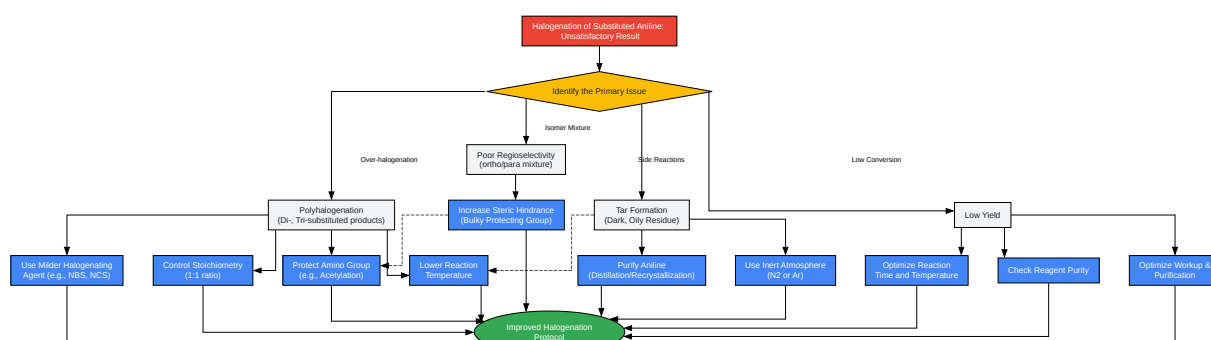 Halogenation of Substituted Aniline:
Unsatisfactory Result
Identify the Primary Issue
Isomer Mixture
Over-halogenation
Side Reactions
Low Conversion
Poor Regioselectivity
(ortho/para mixture)
Polyhalogenation
(Di-, Tri-substituted products)
Increase Steric Hindrance
(Bulky Protecting Group)
Tar Formation
(Dark, Oily Residue)
Low Yield
Use Milder Halogenating
Agent (e.g., NBS, NCS)
Control Stoichiometry
(1:1 ratio)
Protect Amino Group
(e.g., Acetylation)
Lower Reaction
Temperature
Purify Aniline
(Distillation/Recrystallization)
Use Inert Atmosphere
(N2 or Ar)
Optimize Reaction
Time and Temperature
Check Reagent Purity
Optimize Workup &
Purification
Improved Halogenation
Protocol